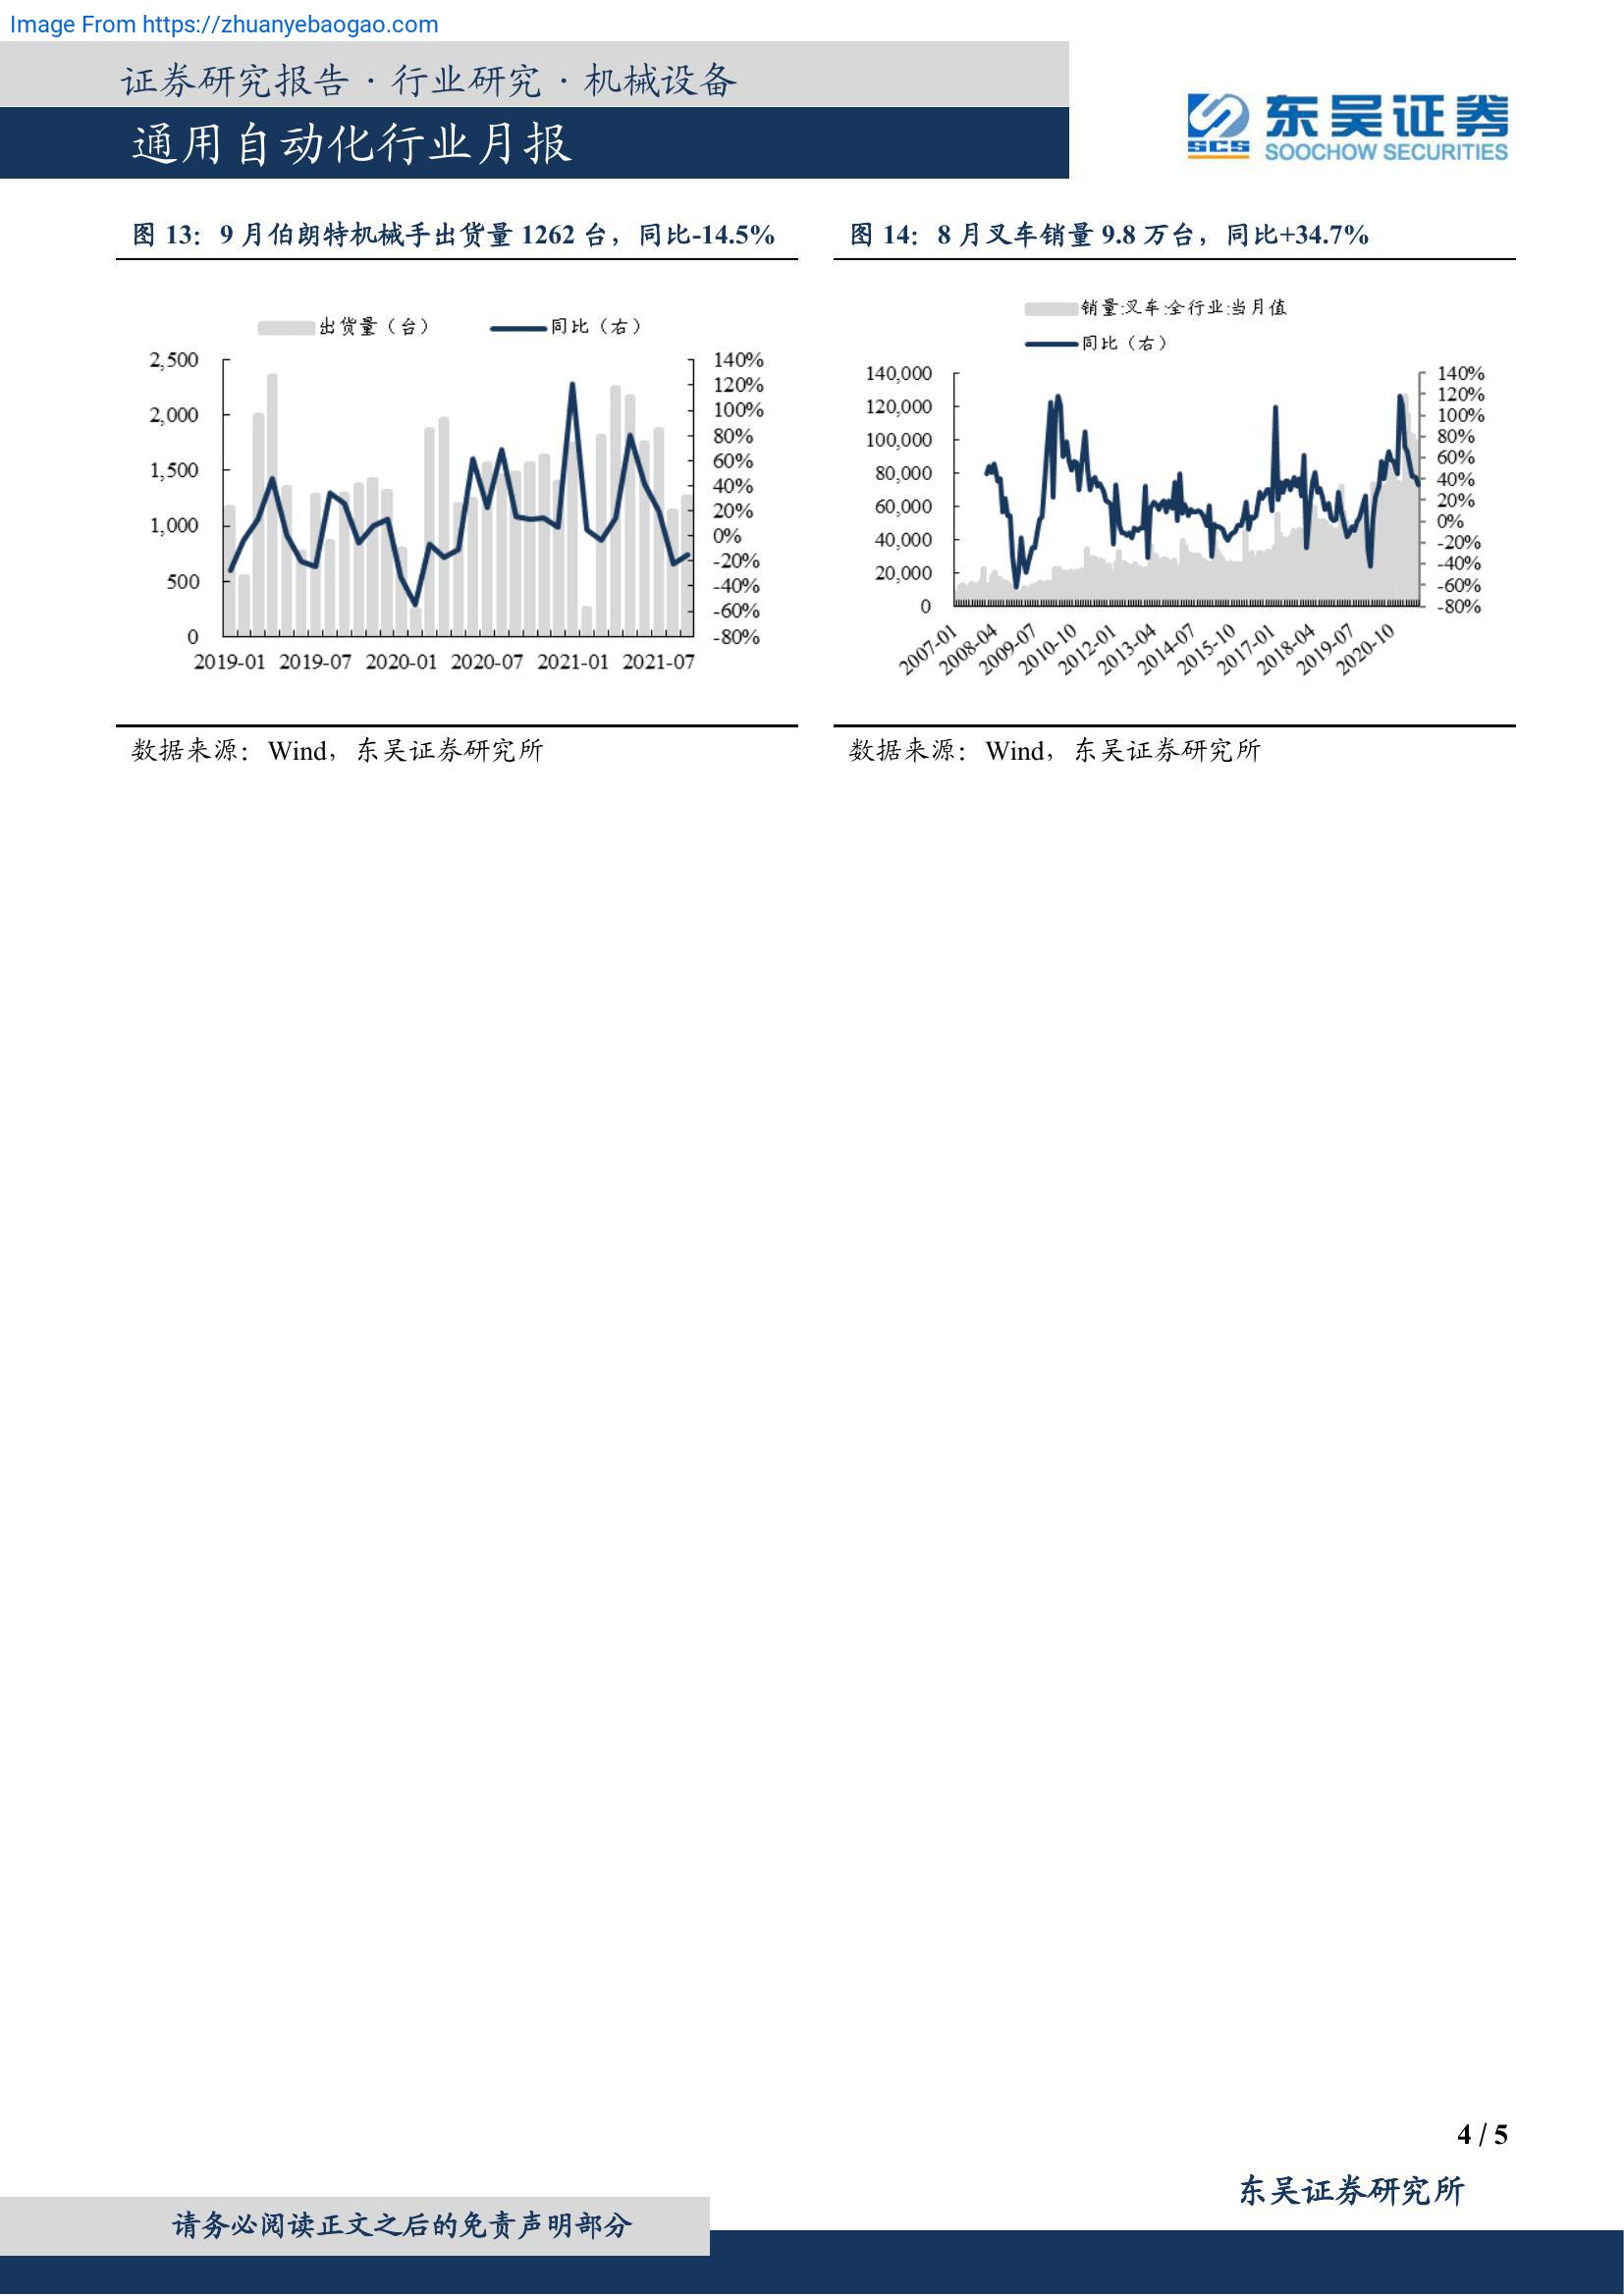 Image From https://zhuanyebaogao.com
证券研究报告 · 行业研究 · 机械设备
通用自动化行业月报
SCS
东吴证券
SOOCHOW SECURITIES
图 13：9 月伯朗特机械手出货量 1262 台，同比-14.5%
出货量（台） 同比（右）
2,500
2,000
1,500
1,000
500
0
140%
120%
100%
80%
60%
40%
20%
0%
-20%
-40%
-60%
-80%
2019-01 2019-07 2020-01 2020-07 2021-01 2021-07
数据来源：Wind，东吴证券研究所
图 14：8 月叉车销量 9.8 万台，同比+34.7%
销量:叉车:全行业:当月值
同比（右）
140,000
120,000
100,000
80,000
60,000
40,000
20,000
0
140%
120%
100%
80%
60%
40%
20%
0%
-20%
-40%
-60%
-80%
2007-01 2008-04 2009-07 2010-10 2012-01 2013-04 2014-07 2015-10 2017-01 2018-04 2019-07 2020-10
数据来源：Wind，东吴证券研究所
4 / 5
东吴证券研究所
请务必阅读正文之后的免责声明部分